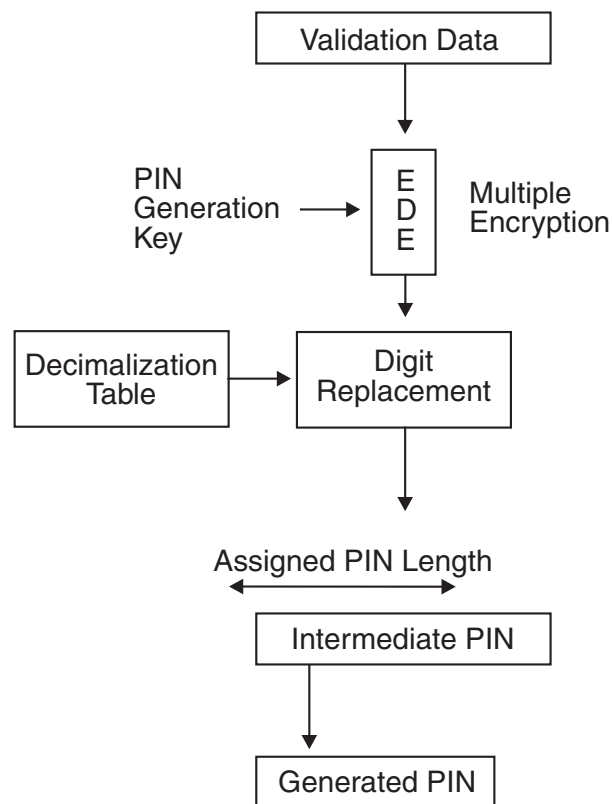 Validation Data
PIN
Generation
Key
E
D
E
Multiple
Encryption
Decimalization
Table
Digit
Replacement
Assigned PIN Length
Intermediate PIN
Generated PIN